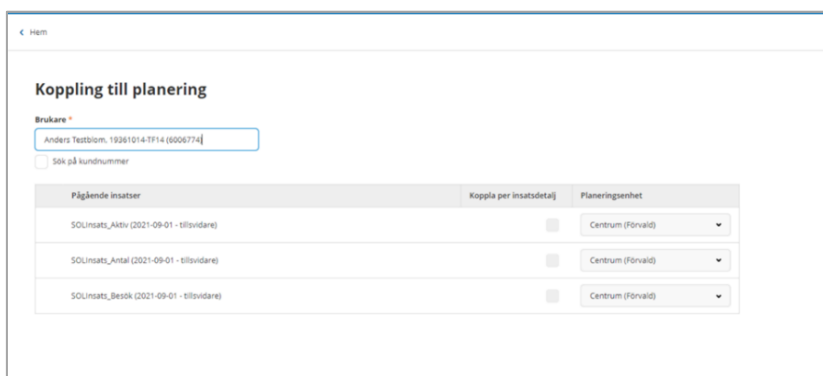 Hem
Koppling till planering
Brukare *
Anders Testblom, 19361014-TF14 (6006774)
Sök på kundnummer
Pågående insatser Koppla per insatsdetalj Planeringsenhet
SOLInsats_Aktiv (2021-09-01 - tillsvidare) Centrum (Förvald)
SOLInsats_Antal (2021-09-01 - tillsvidare) Centrum (Förvald)
SOLInsats_Besök (2021-09-01 - tillsvidare) Centrum (Förvald)